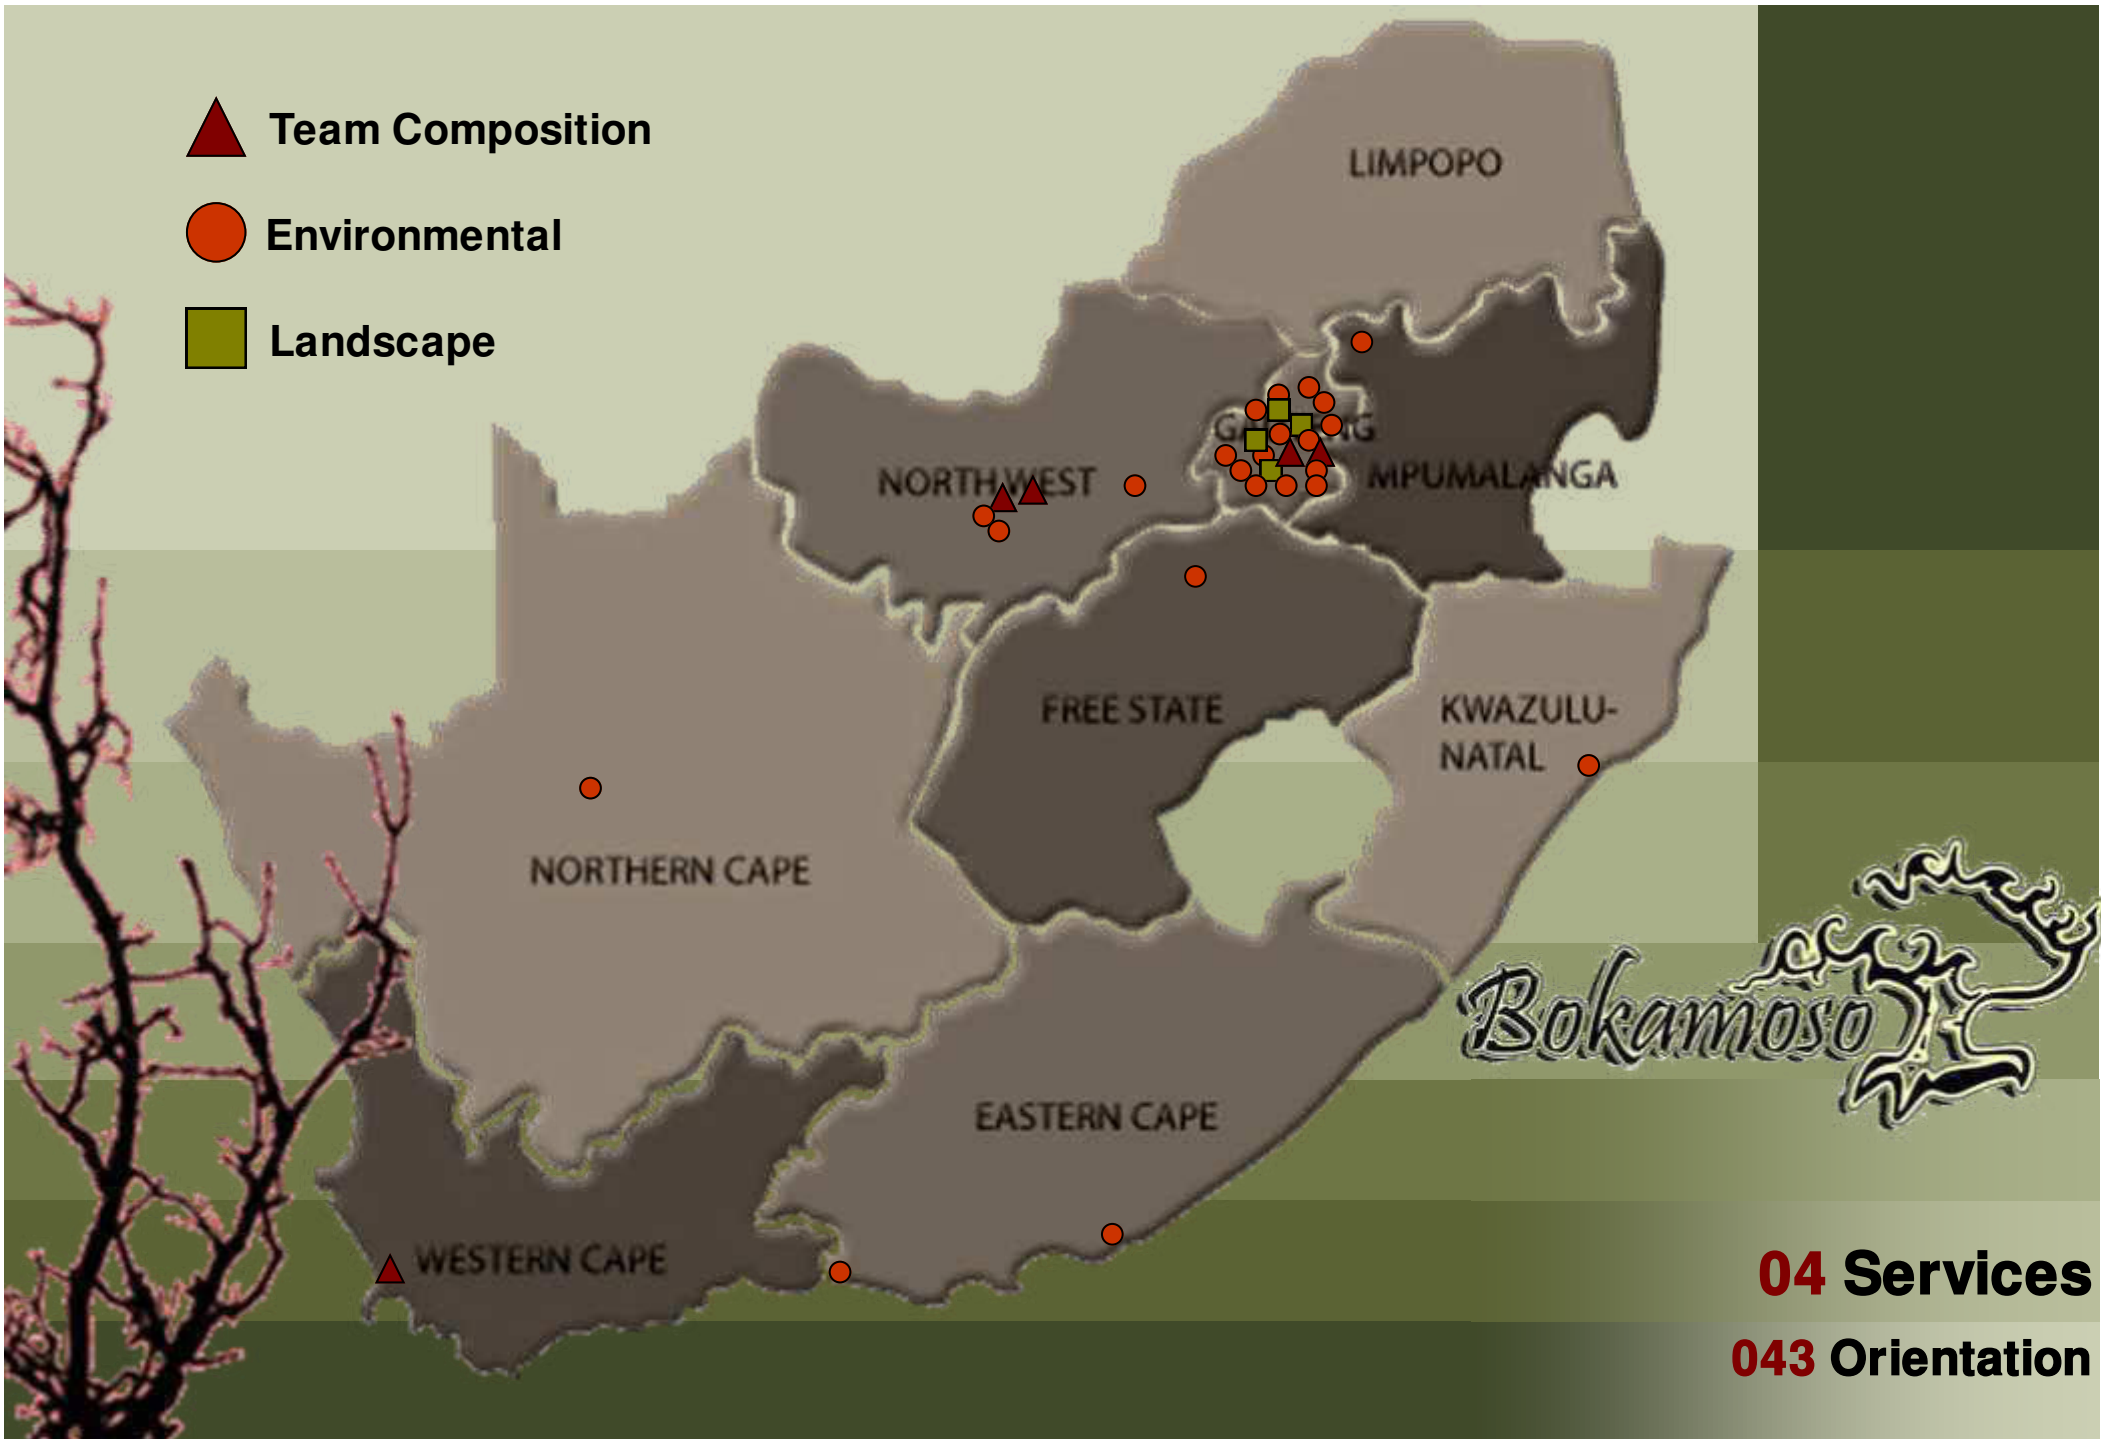 Team Composition
Environmental
Landscape
LIMPOPO
GAUTENG
NORTH WEST
MPUMALANGA
FREE STATE
KWAZULU-
NATAL
NORTHERN CAPE
EASTERN CAPE
WESTERN CAPE
Bokamoso
04 Services
043 Orientation